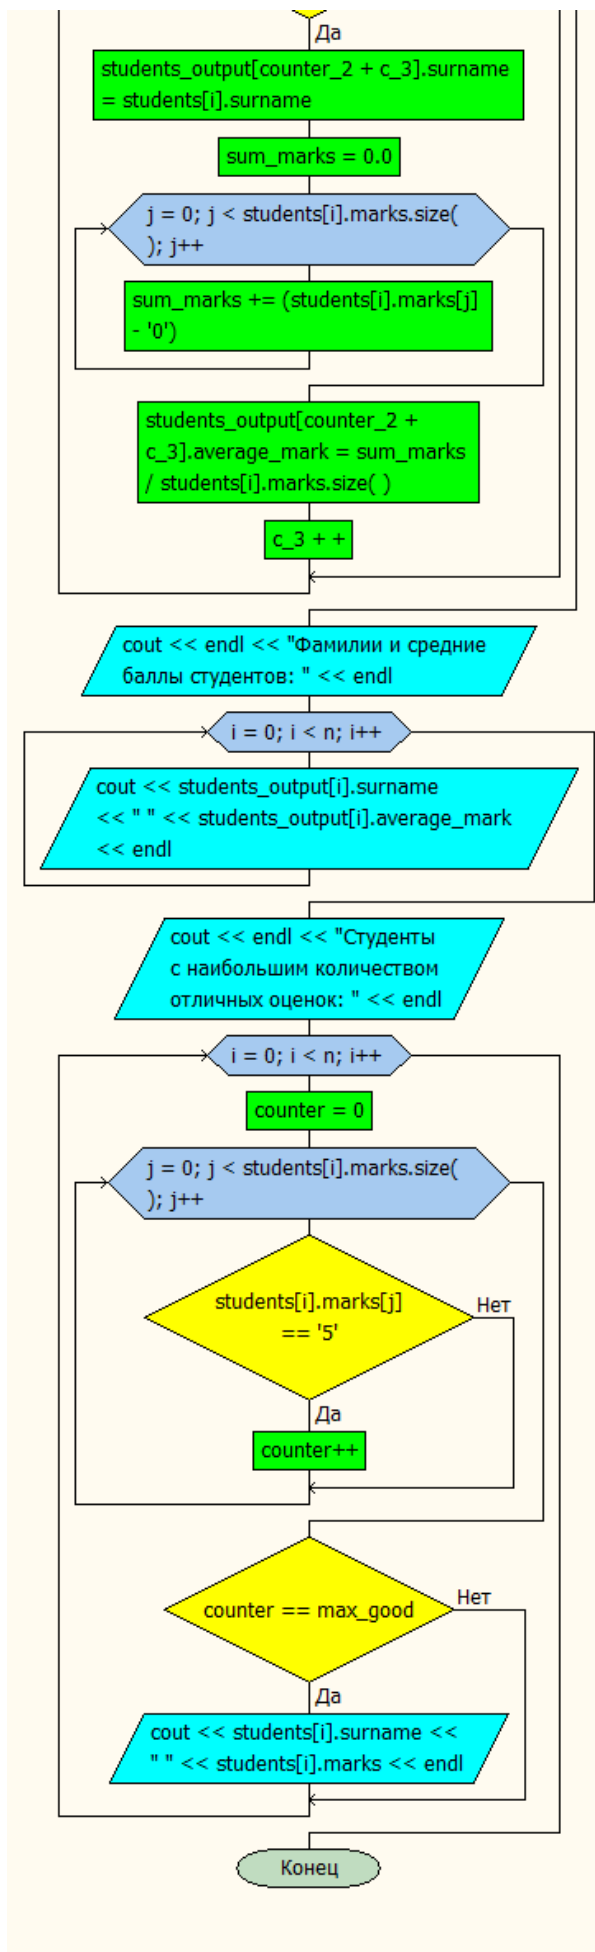 Да
students_output[counter_2 + c_3].surname
= students[i].surname
sum_marks = 0.0
j = 0; j < students[i].marks.size(
); j++
sum_marks += (students[i].marks[j]
- '0')
students_output[counter_2 +
c_3].average_mark = sum_marks
/ students[i].marks.size( )
c_3 + +
cout << endl << "Фамилии и средние
баллы студентов: " << endl
i = 0; i < n; i++
cout << students_output[i].surname
<< " " << students_output[i].average_mark
<< endl
cout << endl << "Студенты
с наибольшим количеством
отличных оценок: " << endl
i = 0; i < n; i++
counter = 0
j = 0; j < students[i].marks.size(
); j++
students[i].marks[j]
== '5'
Нет
Да
counter++
counter == max_good
Нет
Да
cout << students[i].surname <<
" " << students[i].marks << endl
Конец